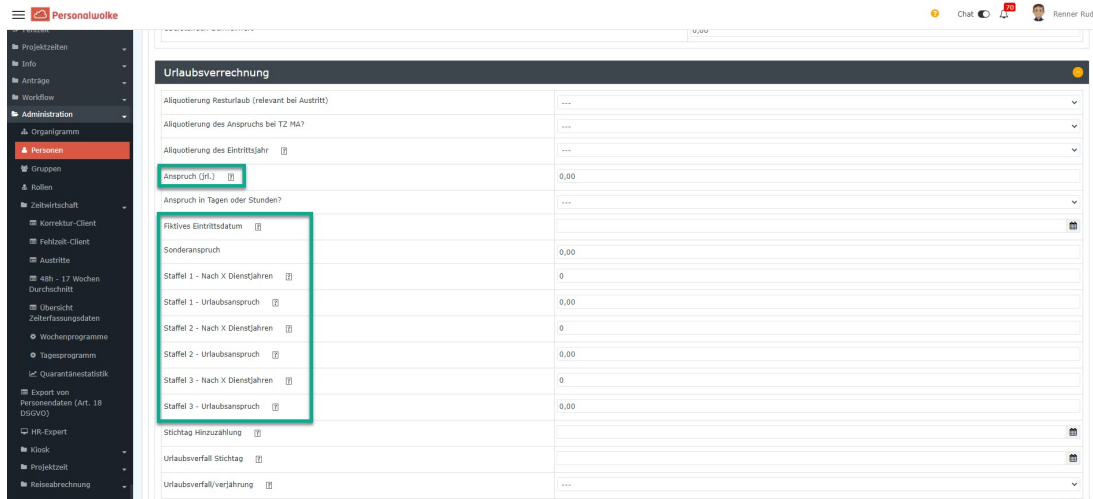 Personalwolke
Chat
70
Renner Rud
Projektzeiten
Info
Anträge
Workflow
Administration
Organigramm
Personen
Gruppen
Rollen
Zeitwirtschaft
Korrektur-Client
Fehlzeit-Client
Austritte
48h - 17 Wochen
Durchschnitt
Übersicht
Zeiterfassungsdaten
Wochenprogramme
Tagesprogramm
Quarantänestatistik
Export von
Personendaten (Art. 18
DSGVO)
HR-Expert
Kiosk
Projektzeit
Reiseabrechnung
0,00
Urlaubsverrechnung
Aliquotierung Resturlaub (relevant bei Austritt) ---
Aliquotierung des Anspruchs bei TZ MA? ---
Aliquotierung des Eintrittsjahr ? ---
Anspruch (jrl.) ? 0,00
Anspruch in Tagen oder Stunden? ---
Fiktives Eintrittsdatum ?
Sonderanspruch 0,00
Staffel 1 - Nach X Dienstjahren ? 0
Staffel 1 - Urlaubsanspruch ? 0,00
Staffel 2 - Nach X Dienstjahren ? 0
Staffel 2 - Urlaubsanspruch ? 0,00
Staffel 3 - Nach X Dienstjahren ? 0
Staffel 3 - Urlaubsanspruch ? 0,00
Stichtag Hinzuzählung ?
Urlaubsverfall Stichtag ?
Urlaubsverfall/verjährung ? ---